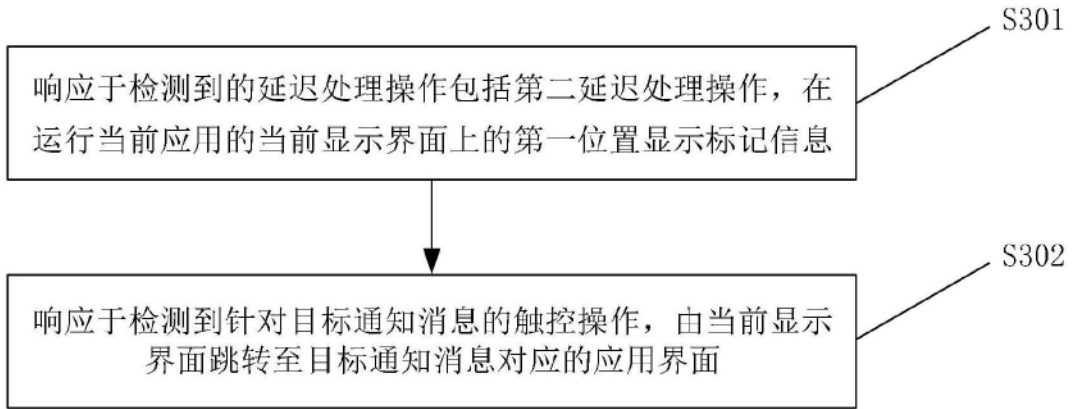 S301
响应于检测到的延迟处理操作包括第二延迟处理操作，在
运行当前应用的当前显示界面上的第一位置显示标记信息
S302
响应于检测到针对目标通知消息的触控操作，由当前显示
界面跳转至目标通知消息对应的应用界面